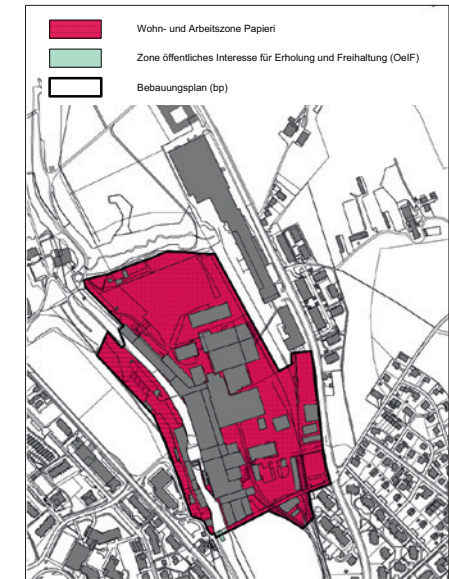 Wohn- und Arbeitszone Papieri
Zone öffentliches Interesse für Erholung und Freihaltung (OeIF)
Bebauungsplan (bp)